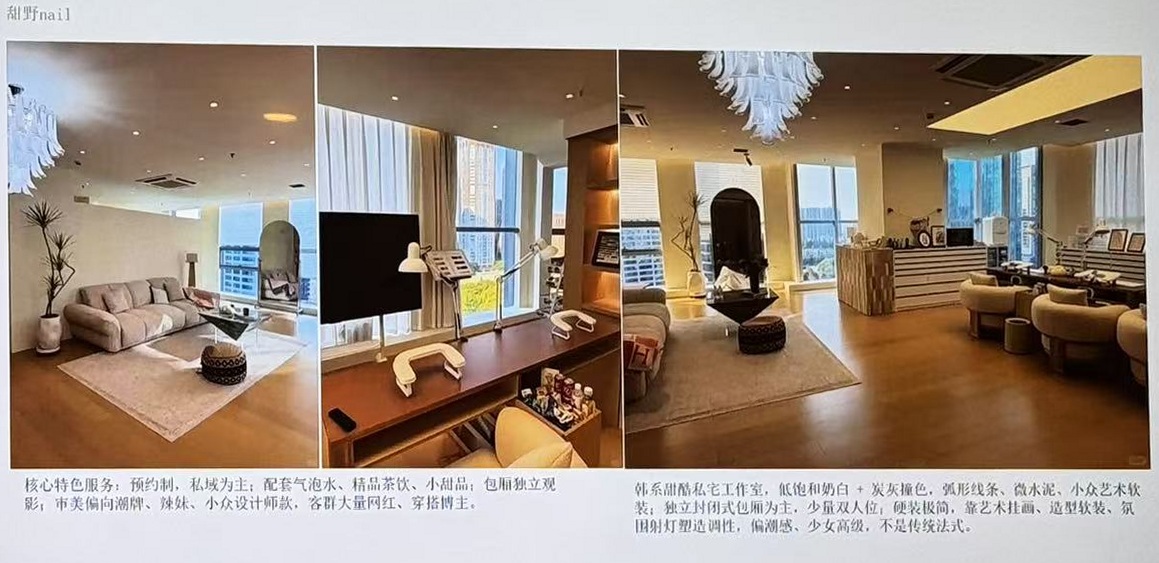 甜野nail
核心特色服务：预约制，私域为主；配套气泡水、精品茶饮、小甜品；包厢独立观
影；审美偏向潮牌、辣妹、小众设计师款，客群大量网红、穿搭博主。
韩系甜酷私宅工作室，低饱和奶白 + 炭灰撞色，弧形线条、微水泥、小众艺术软
装；独立封闭式包厢为主，少量双人位；硬装极简，靠艺术挂画、造型软装、氛
围射灯塑造调性，偏潮感、少女高级，不是传统法式。